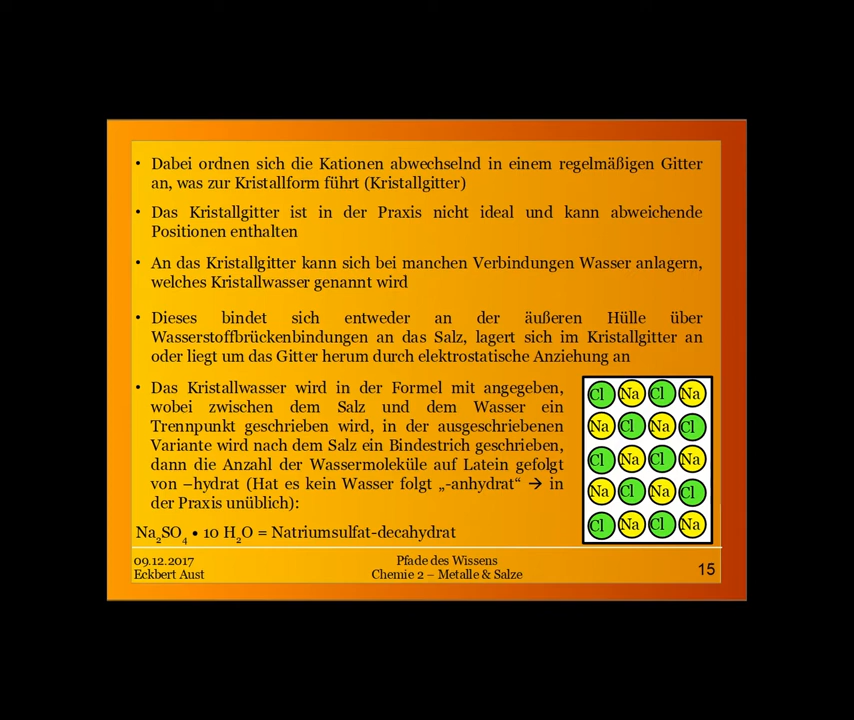 • Dabei ordnen sich die Kationen abwechselnd in einem regelmäßigen Gitter
an, was zur Kristallform führt (Kristallgitter)
• Das Kristallgitter ist in der Praxis nicht ideal und kann abweichende
Positionen enthalten
• An das Kristallgitter kann sich bei manchen Verbindungen Wasser anlagern,
welches Kristallwasser genannt wird
• Dieses bindet sich entweder an der äußeren Hülle über
Wasserstoffbrückenbindungen an das Salz, lagert sich im Kristallgitter an
oder liegt um das Gitter herum durch elektrostatische Anziehung an
• Das Kristallwasser wird in der Formel mit angegeben,
wobei zwischen dem Salz und dem Wasser ein
Trennpunkt geschrieben wird, in der ausgeschriebenen
Variante wird nach dem Salz ein Bindestrich geschrieben,
dann die Anzahl der Wassermoleküle auf Latein gefolgt
von –hydrat (Hat es kein Wasser folgt „-anhydrat“ → in
der Praxis unüblich):
Na₂SO₄ • 10 H₂O = Natriumsulfat-decahydrat
Cl Na Cl Na
Na Cl Na Cl
Cl Na Cl Na
Na Cl Na Cl
Cl Na Cl Na
09.12.2017
Eckbert Aust
Pfade des Wissens
Chemie 2 – Metalle & Salze
15